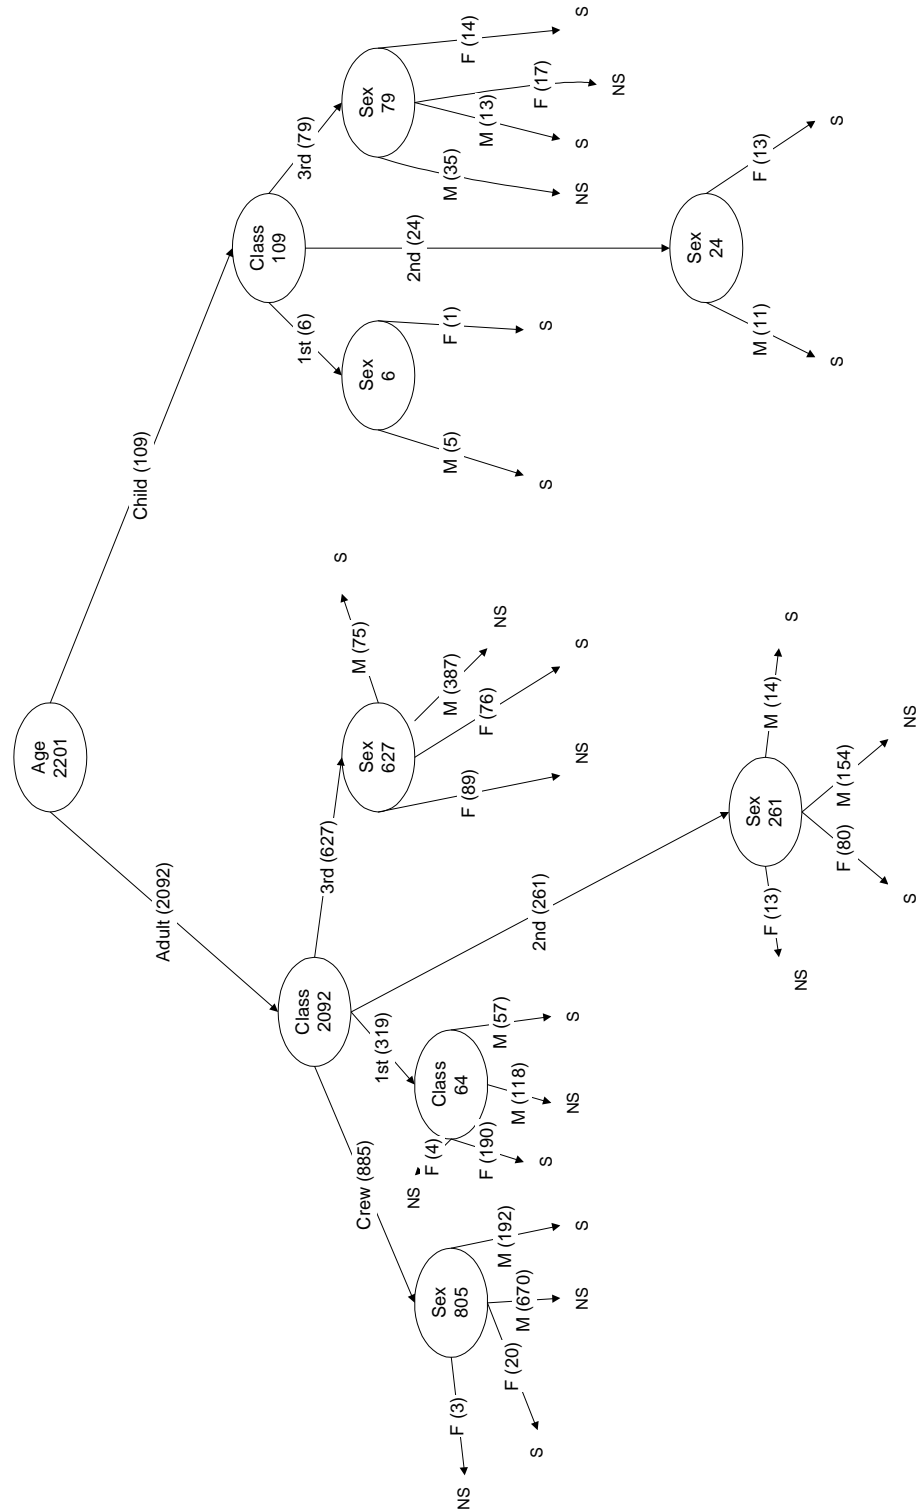 Age
2201
Adult (2092)
Child (109)
Class
2092
Crew (885)
1st (319)
2nd (261)
3rd (627)
Sex
805
F (3)
NS
F (20)
S
M (670)
NS
M (192)
S
Class
64
F (4)
NS
F (190)
S
M (118)
NS
M (57)
S
Sex
261
F (13)
NS
F (80)
S
M (154)
NS
M (14)
S
Sex
627
F (89)
NS
F (76)
S
M (387)
NS
M (75)
S
Class
109
1st (6)
2nd (24)
3rd (79)
Sex
6
M (5)
S
F (1)
S
Sex
24
M (11)
S
F (13)
S
Sex
79
M (35)
NS
M (13)
S
F (17)
NS
F (14)
S